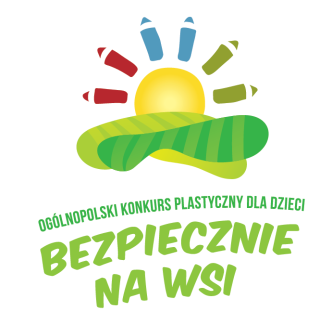 OGÓLNOPOLSKI KONKURS PLASTYCZNY DLA DZIECI
BEZPIECZNIE
NA WSI